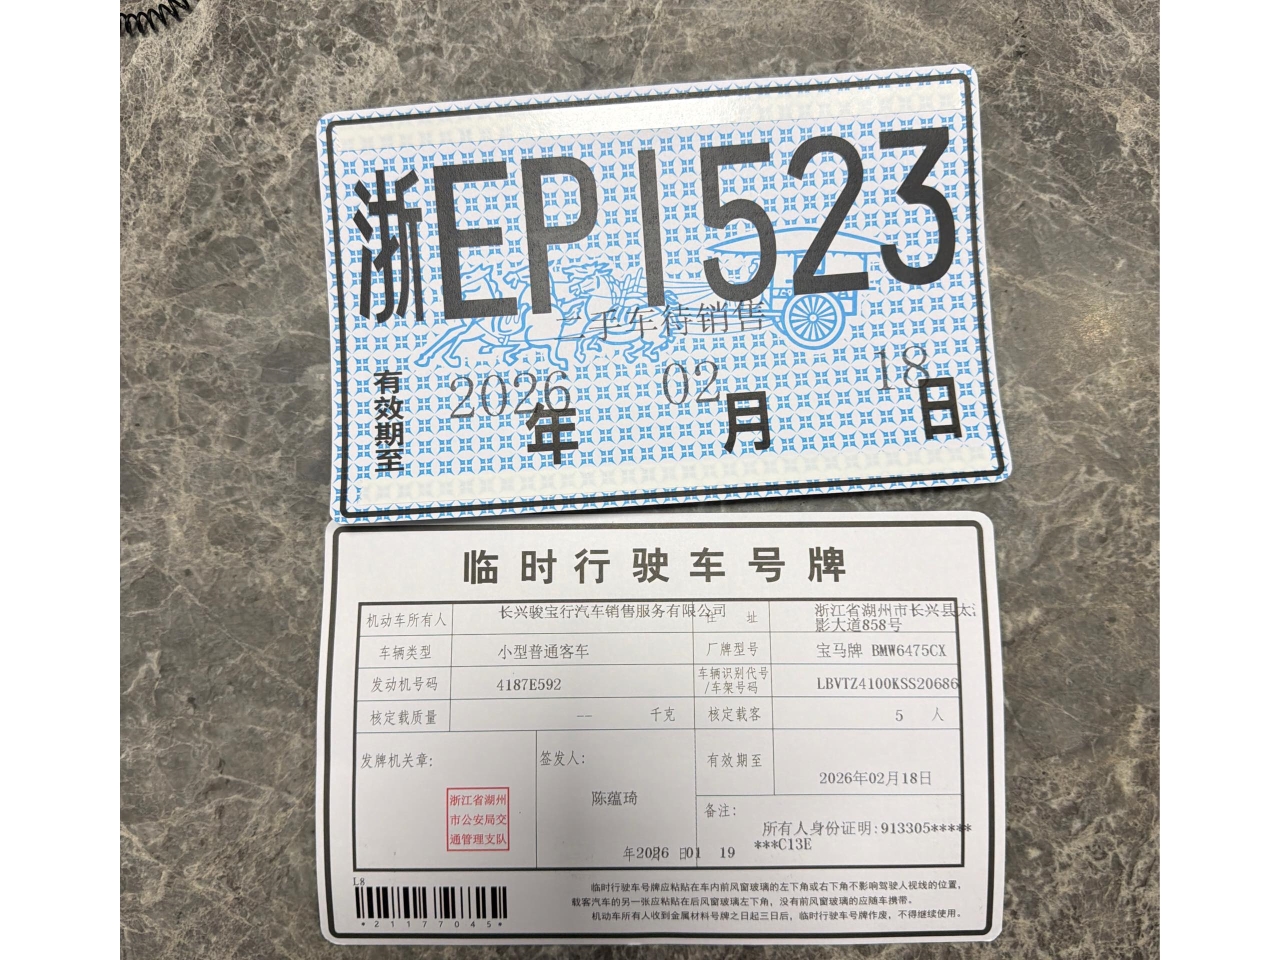 浙EP1523
二手车待销售
有效期至
2026年 02月 18日
临时行驶车号牌
机动车所有人 长兴骏宝行汽车销售服务有限公司 住 址 浙江省湖州市长兴县太
影大道858号
车辆类型 小型普通客车 厂牌型号 宝马牌 BMW6475CX
发动机号码 4187E592 车辆识别代号/车架号码 LBVTZ4100KSS20686
核定载质量 -- 千克 核定载客 5 人
发牌机关章: 签发人: 有效期至
2026年02月18日
陈蕴琦
浙江省湖州
市公安局交
通管理支队
备注:
所有人身份证明:913305*****
***C13E
年 月 日
2026 01 19
L8
*21177045*
临时行驶车号牌应粘贴在车内前风窗玻璃的左下角或右下角不影响驾驶人视线的位置,
载客汽车的另一张应粘贴在后风窗玻璃左下角,没有前风窗玻璃的应随车携带。
机动车所有人收到金属材料号牌之日起三日后,临时行驶车号牌作废,不得继续使用。